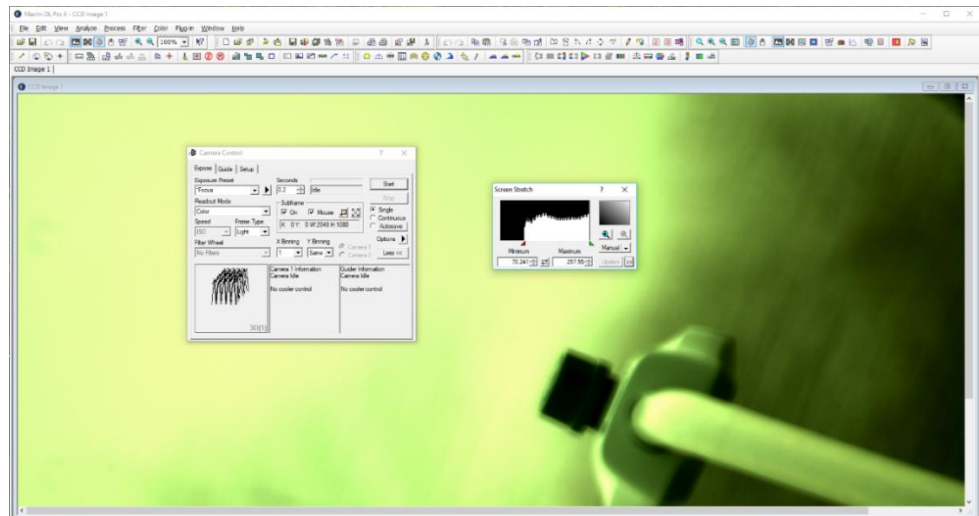 Maxim DL Pro 6 - CCD Image 1
File Edit View Analyze Process Filter Color Plug-in Window Help
100%
CCD Image 1
CCD Image 1
Camera Control
Expose Guide Setup
Exposure Preset
*Focus
Seconds
0.2
Idle
Start
Stop
Readout Mode
Color
Subframe
On Mouse
X: 0 Y: 0 W:2048 H:1080
Single
Continuous
Autosave
Speed
ISO
Frame Type
Light
Filter Wheel
No Filters
X Binning
1
Y Binning
Same
Camera 1
Camera 2
Options
Less <<
3D[1]
Camera 1 Information
Camera Idle
No cooler control
Guider Information
Camera Idle
No cooler control
Screen Stretch
Minimum Maximum
Manual
Update >>